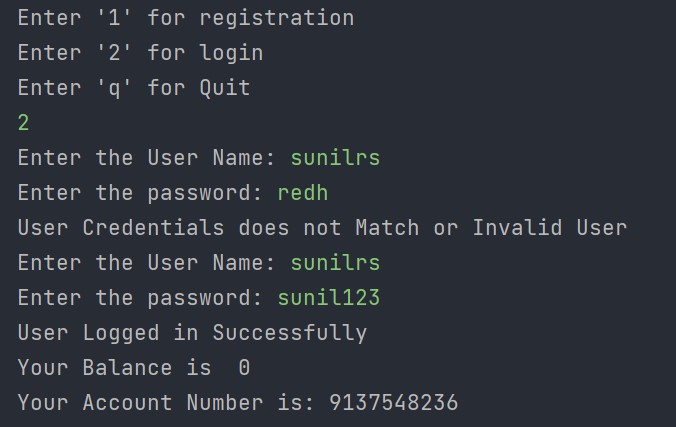 Enter '1' for registration
Enter '2' for login
Enter 'q' for Quit
2
Enter the User Name: sunilrs
Enter the password: redh
User Credentials does not Match or Invalid User
Enter the User Name: sunilrs
Enter the password: sunil123
User Logged in Successfully
Your Balance is  0
Your Account Number is: 9137548236